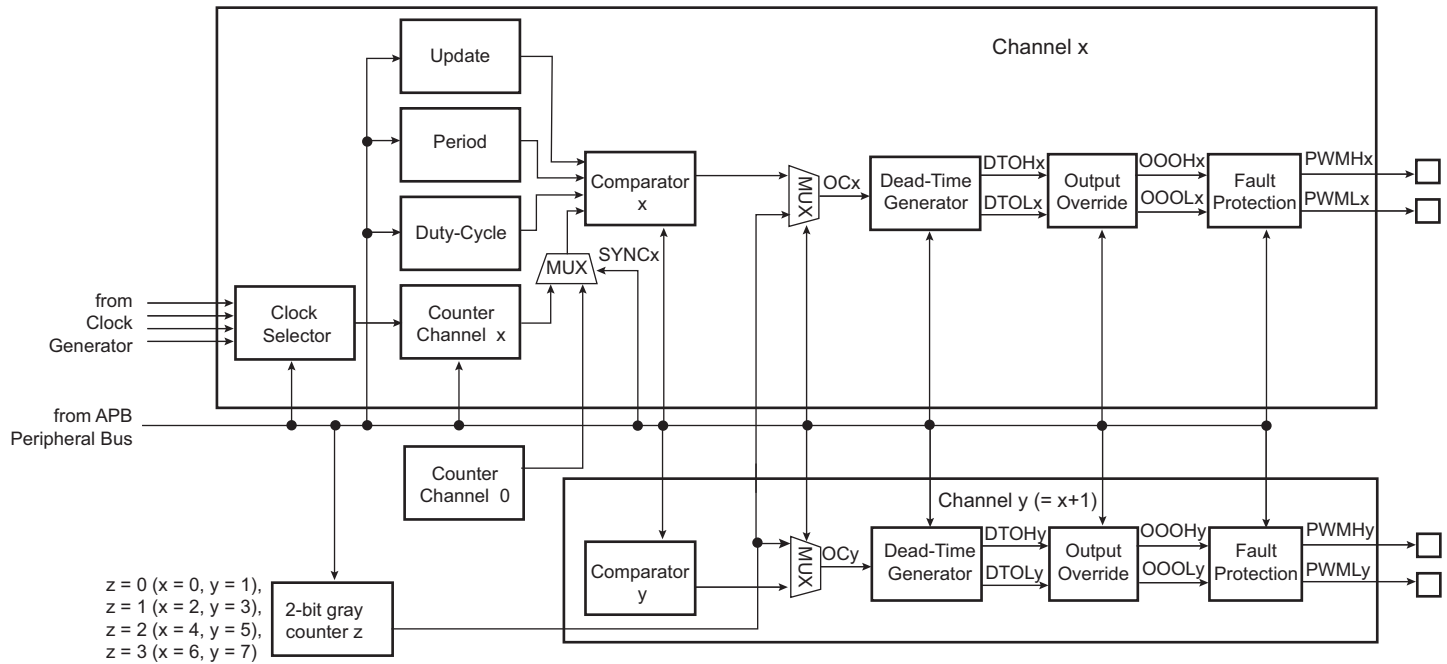 Channel x
Update
Period
Duty-Cycle
Comparator
x
MUX
SYNCx
MUX
OCx
Dead-Time
Generator
DTOHx
DTOLx
Output
Override
OOOHx
OOOLx
Fault
Protection
PWMHx
PWMLx
from
Clock
Generator
Clock
Selector
Counter
Channel x
from APB
Peripheral Bus
Counter
Channel 0
Channel y (= x+1)
Comparator
y
MUX
OCy
Dead-Time
Generator
DTOHy
DTOLy
Output
Override
OOOHy
OOOLy
Fault
Protection
PWMHy
PWMLy
z = 0 (x = 0, y = 1),
z = 1 (x = 2, y = 3),
z = 2 (x = 4, y = 5),
z = 3 (x = 6, y = 7)
2-bit gray
counter z